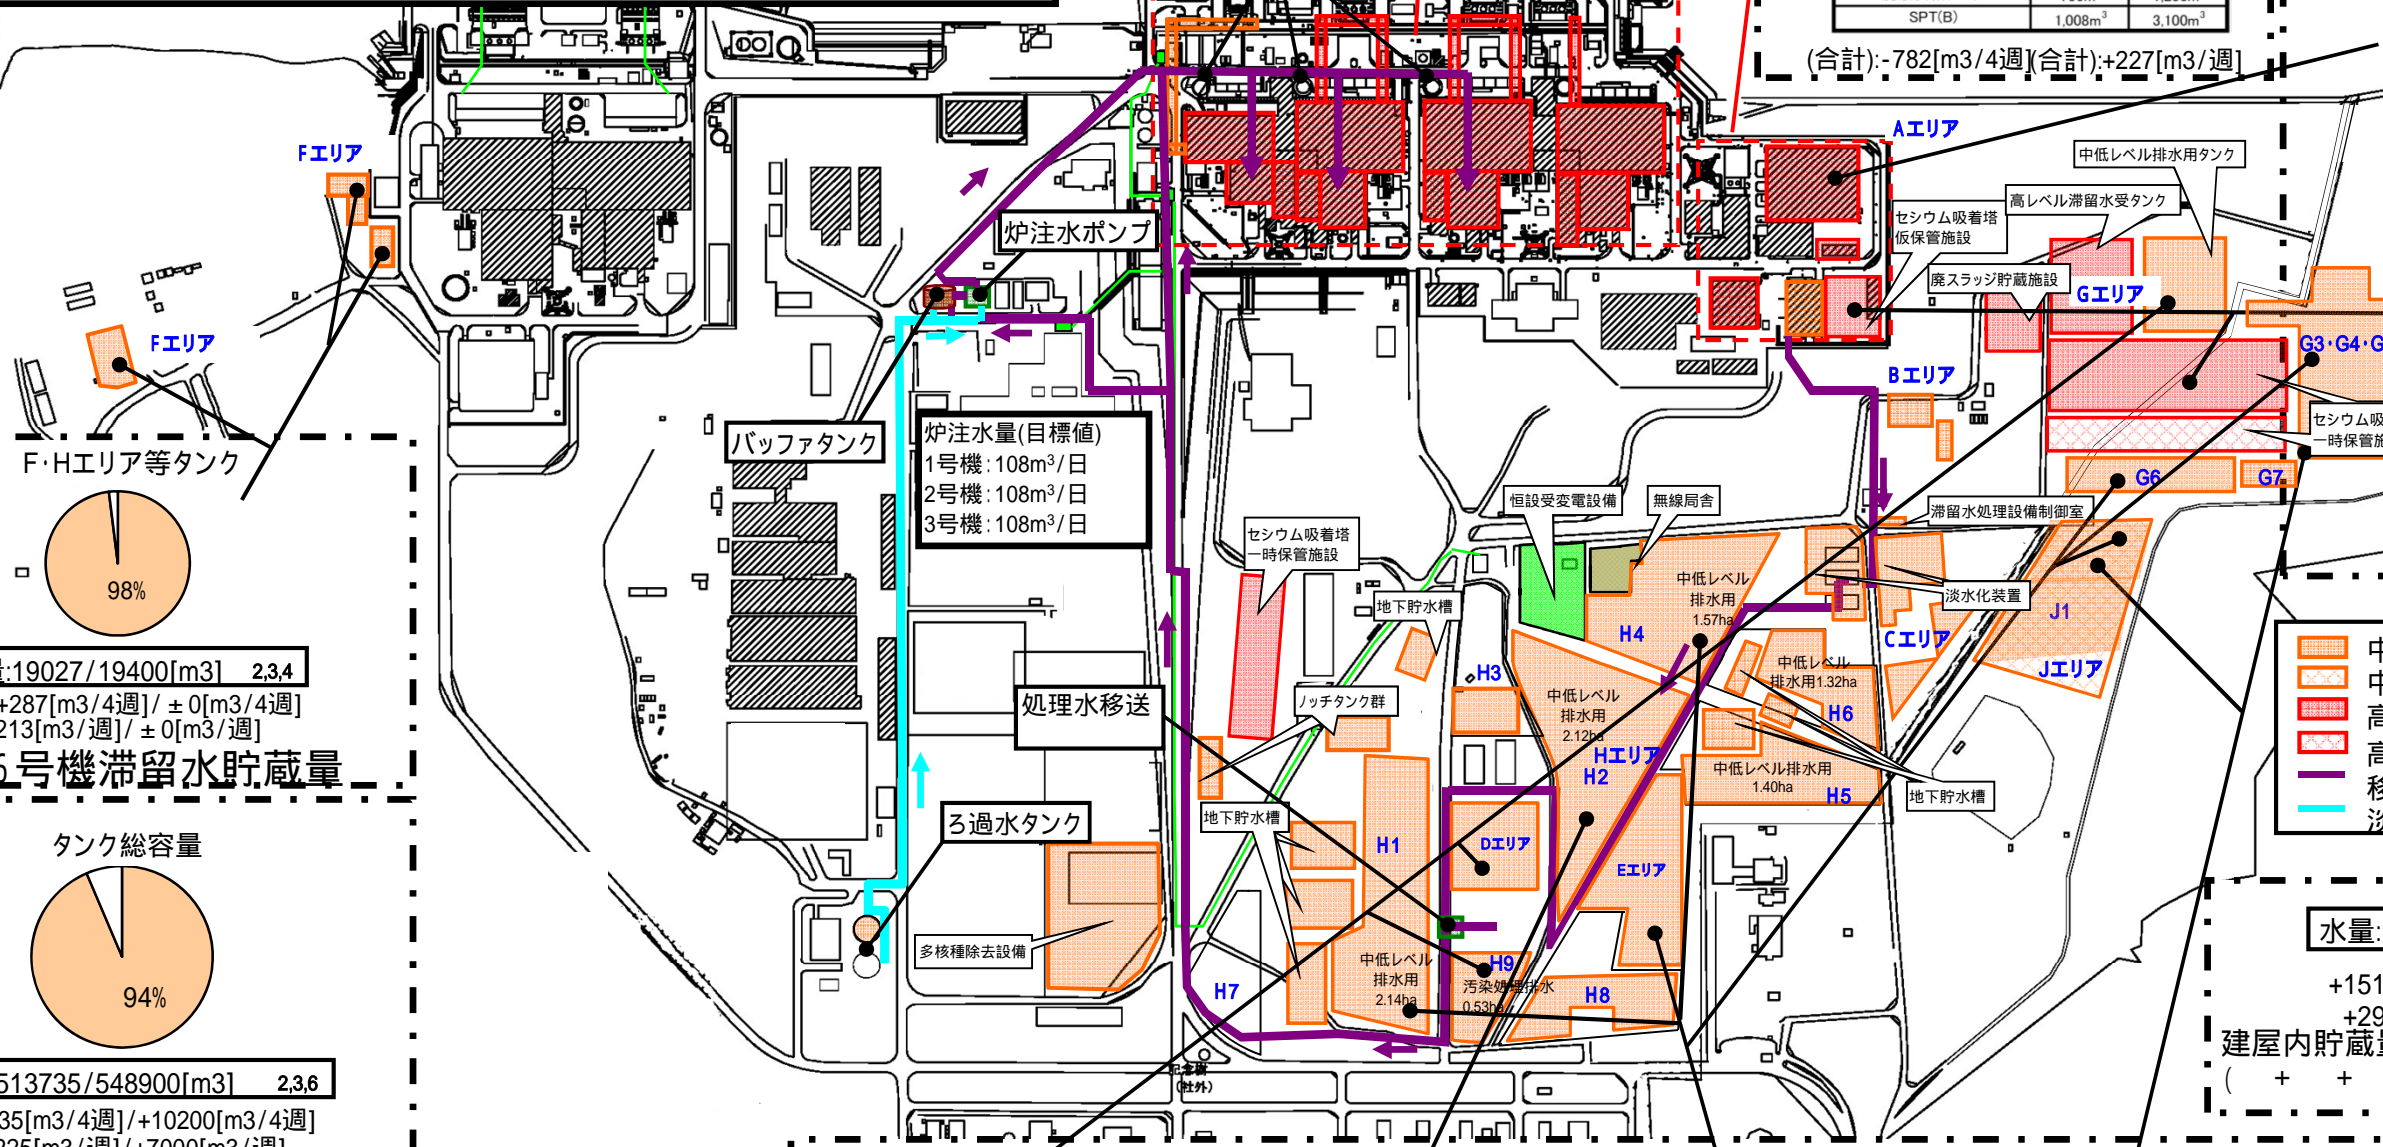 SPT(B) 1,008m³ 3,100m³
(合計):-782[m3/4週](合計):+227[m3/週]
Aエリア
中低レベル排水用タンク
Fエリア
高レベル滞留水受タンク
セシウム吸着塔
仮保管施設
炉注水ポンプ
廃スラッジ貯蔵施設
Gエリア
Fエリア
G3・G4・G
Bエリア
バッファタンク
炉注水量(目標値)
1号機:108m³/日
2号機:108m³/日
3号機:108m³/日
セシウム吸
一時保管施
F・Hエリア等タンク
98%
G6
G7
恒設受変電設備
無線局舎
滞留水処理設備制御室
セシウム吸着塔
一時保管施設
中低レベル
排水用
1.57ha
H4
淡水化装置
地下貯水槽
J1
Cエリア
Jエリア
:19027/19400[m3] 2,3,4
+287[m3/4週]/ ±0[m3/4週]
213[m3/週]/ ±0[m3/週]
号機滞留水貯蔵量
H3
中低レベル
排水用1.32ha
H6
中低レベル
排水用
2.12ha
Hエリア
H2
処理水移送
ノッチタンク群
中低レベル排水用
1.40ha
H5
地下貯水槽
中
中
高
高
移
淡
タンク総容量
94%
ろ過水タンク
地下貯水槽
H1
Dエリア
Eエリア
多核種除去設備
中低レベル
排水用
2.14ha
H9
汚染処理排水
0.53ha
H7
H8
水量:
+151
+29
建屋内貯蔵量
( + +
記念樹
(社外)
513735/548900[m3] 2,3,6
35[m3/4週]/+10200[m3/4週]
225[m3/週]/+7000[m3/週]